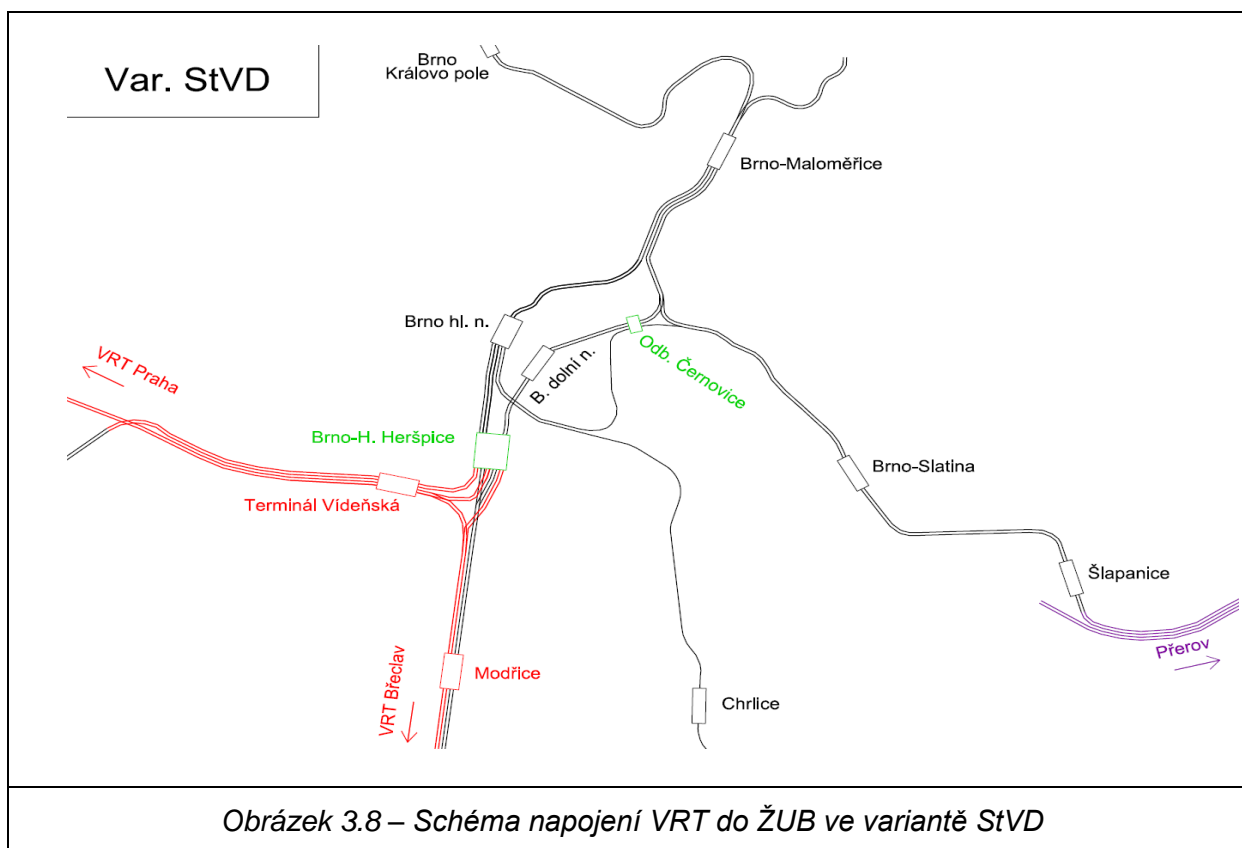 Var. StVD
Brno
Královo pole
Brno-Maloměřice
Brno hl. n.
B. dolní n.
Odb. Černovice
VRT Praha
Brno-H. Heršpice
Brno-Slatina
Terminál Vídeňská
Šlapanice
Přerov
Modřice
VRT Břeclav
Chrlice
Obrázek 3.8 – Schéma napojení VRT do ŽUB ve variantě StVD